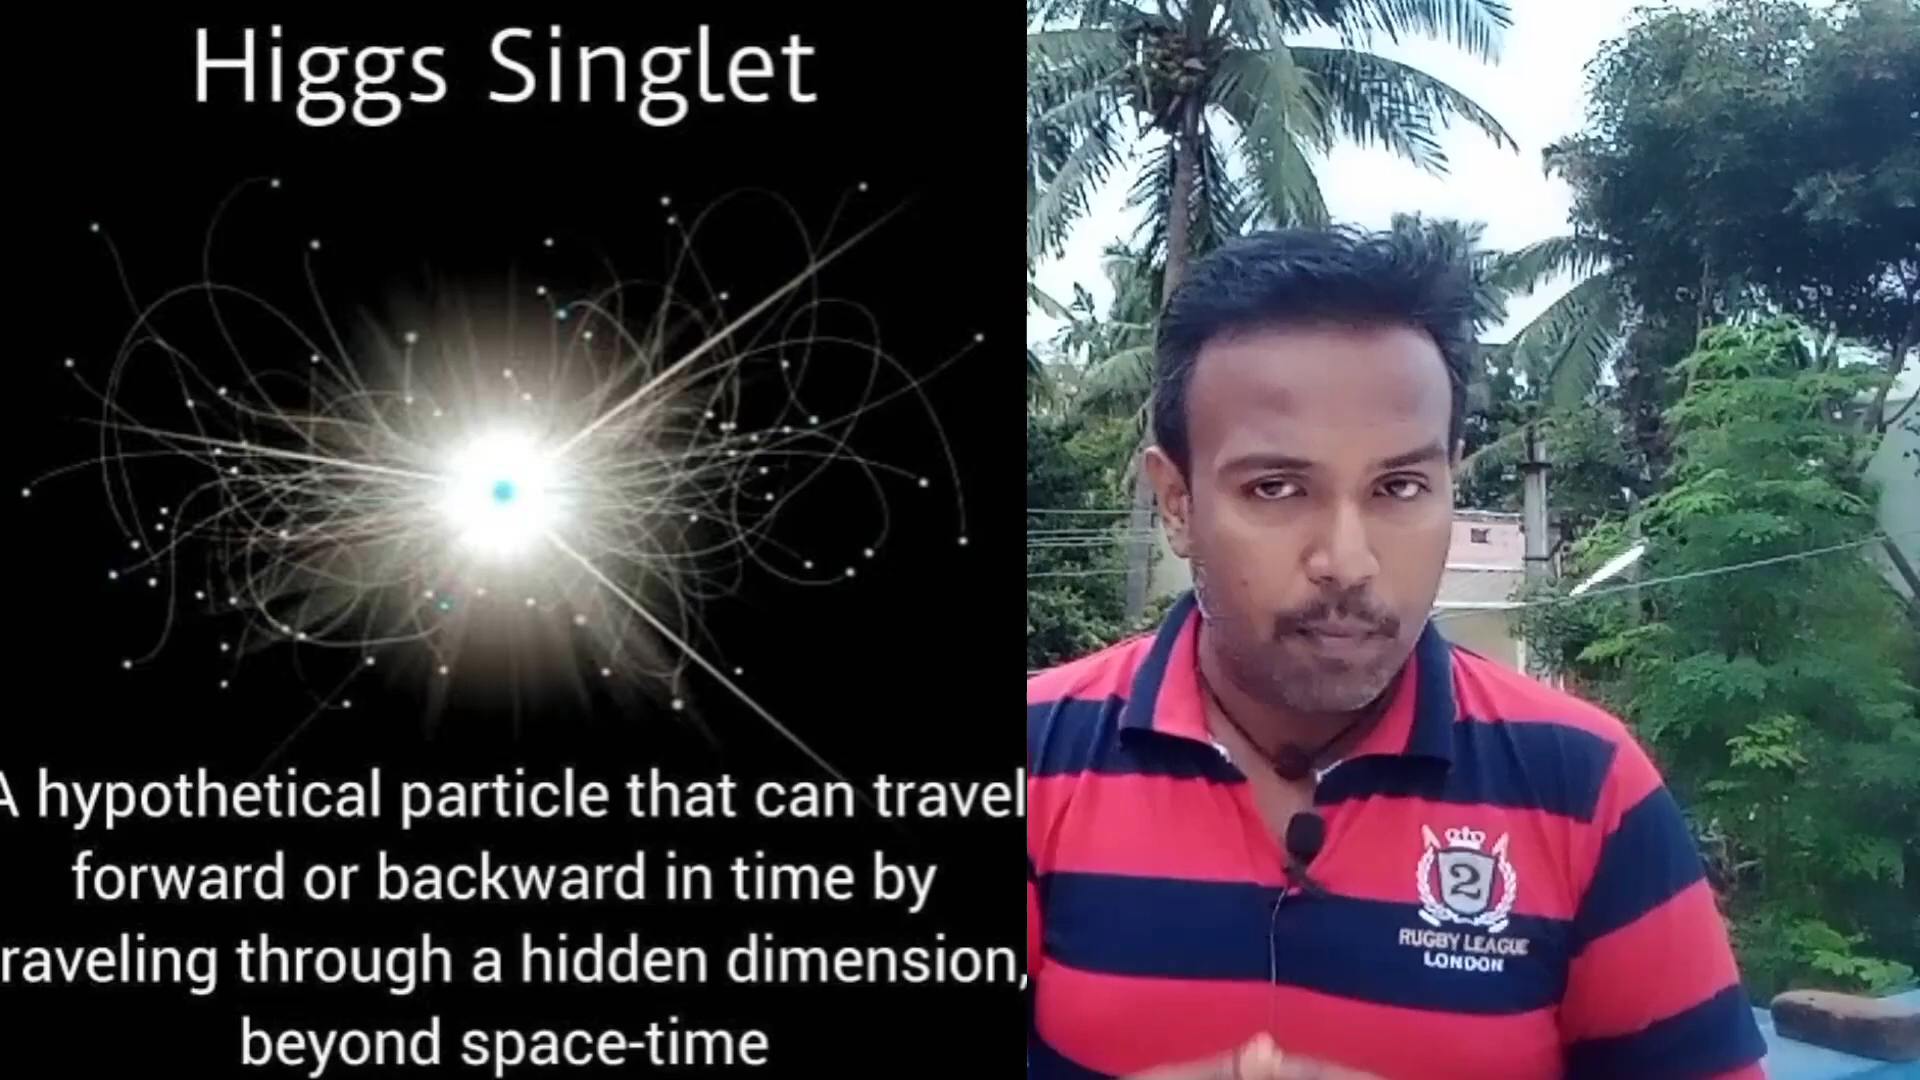 Higgs Singlet
A hypothetical particle that can travel
forward or backward in time by
raveling through a hidden dimension,
beyond space-time
2
RUGBY LEAGUE
LONDON